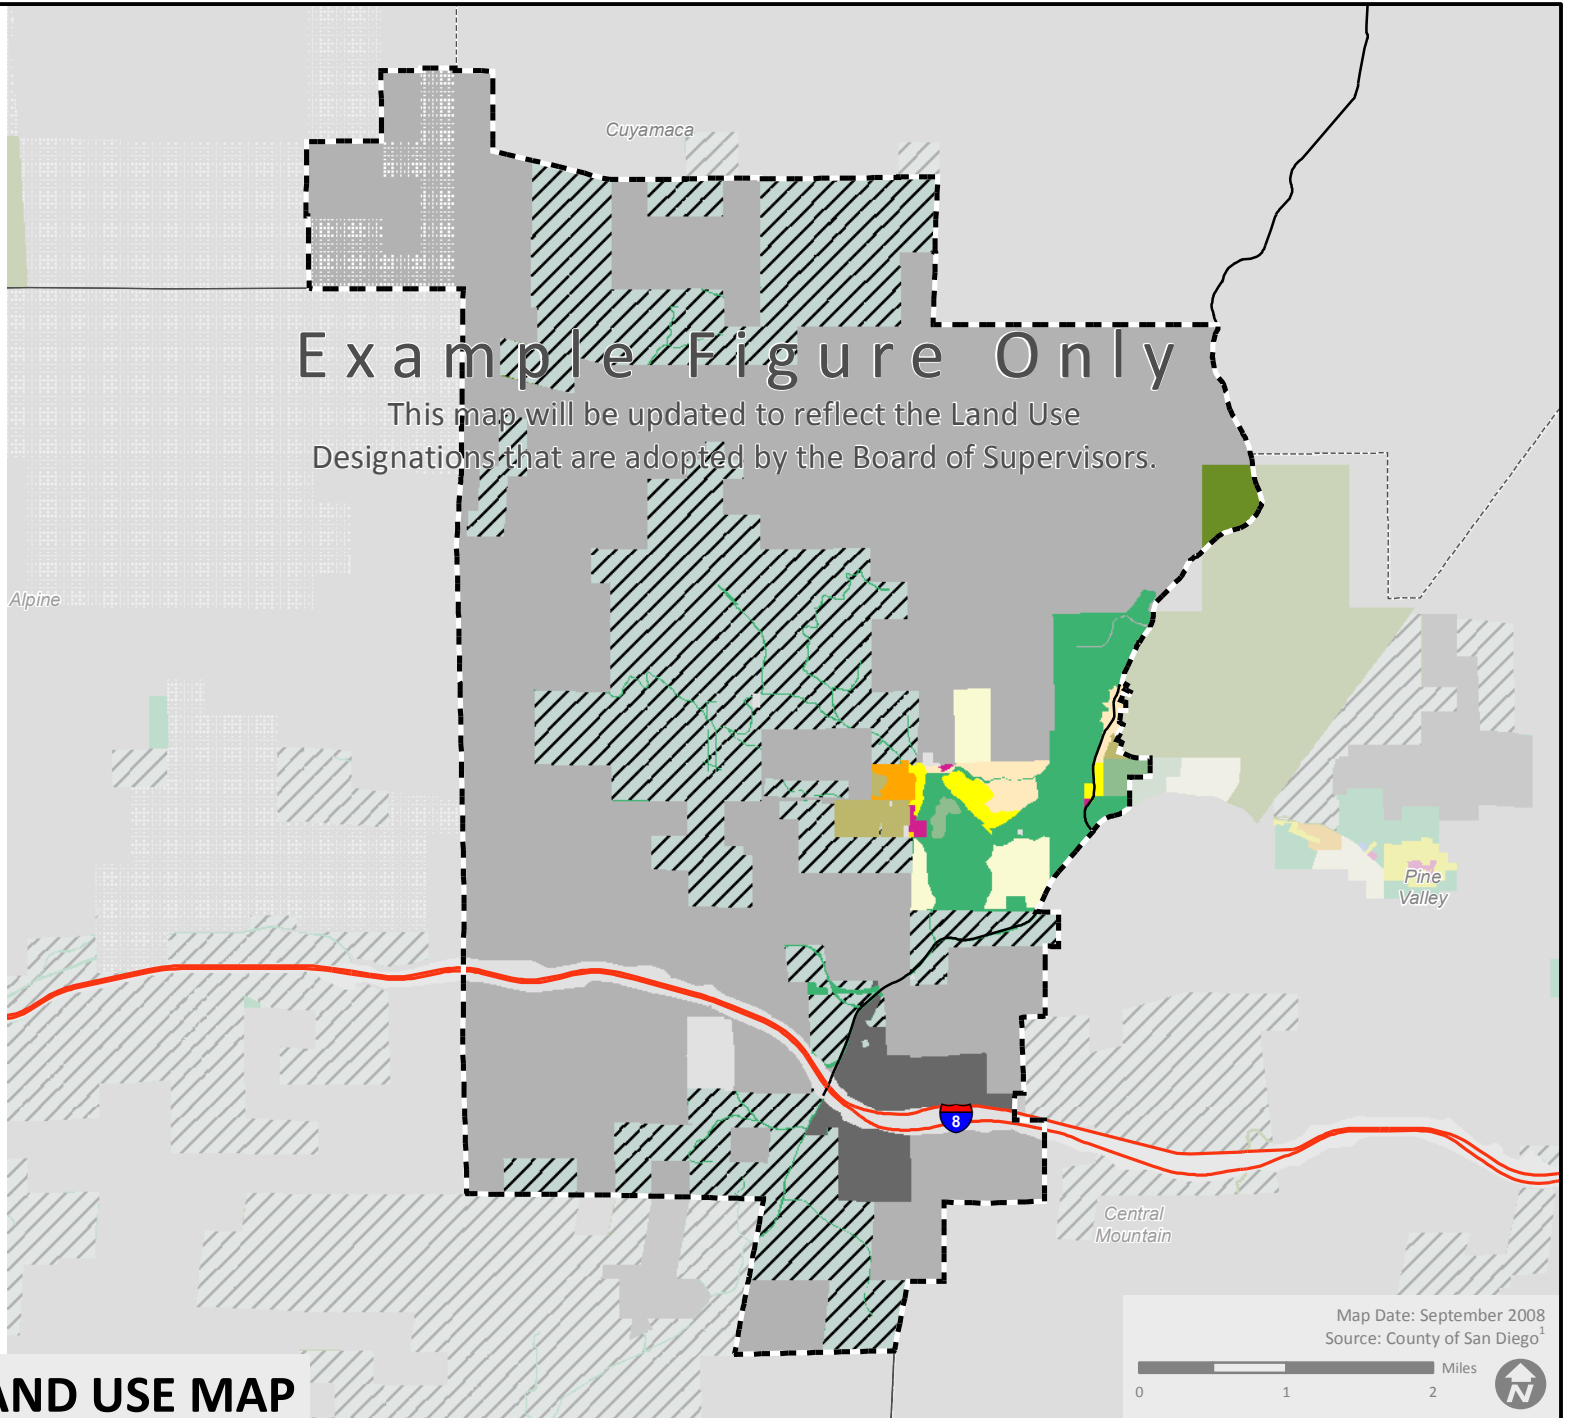 Cuyamaca
Example Figure Only
This map will be updated to reflect the Land Use
Designations that are adopted by the Board of Supervisors.
Alpine
Pine
Valley
8
Central
Mountain
Map Date: September 2008
Source: County of San Diego1
Miles
0 1 2
N
AND USE MAP